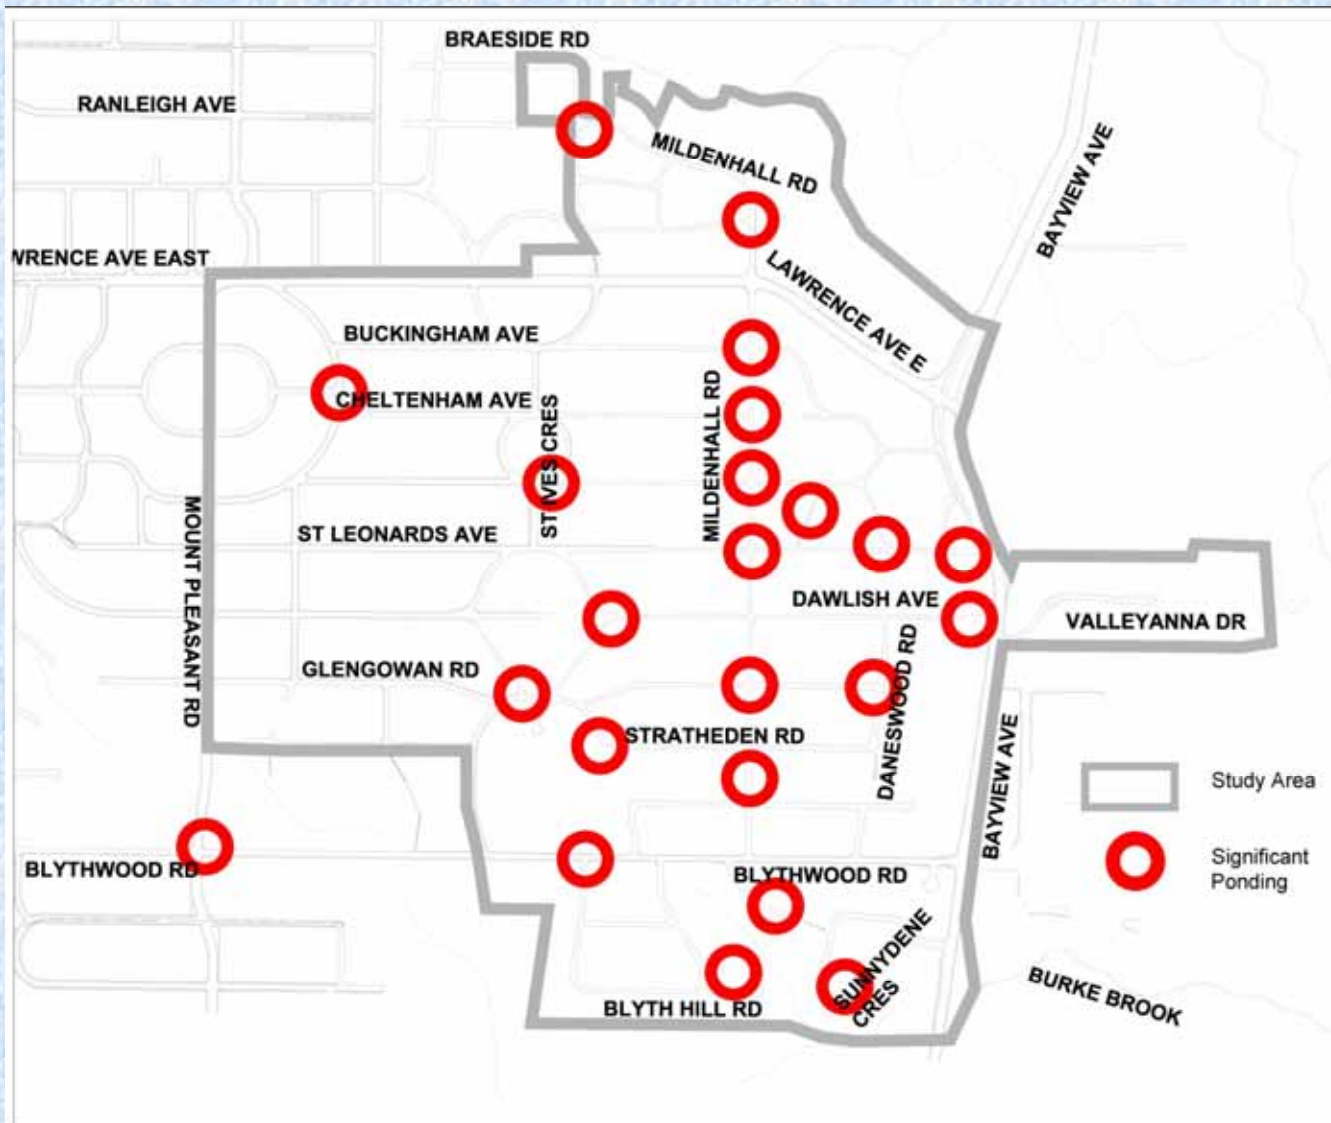 BRAESIDE RD
RANLEIGH AVE
MILDENHALL RD
BAYVIEW AVE
WRENCE AVE EAST
LAWRENCE AVE E
BUCKINGHAM AVE
CHELTENHAM AVE
ST IVES CRES
MILDENHALL RD
MOUNT PLEASANT RD
ST LEONARDS AVE
DAWLISH AVE
VALLEYANNA DR
GLENGOWAN RD
DANESWOOD RD
STRATHEDEN RD
BAYVIEW AVE
Study Area
Significant
Ponding
BLYTHWOOD RD
BLYTHWOOD RD
SUNNYDENE
CRES
BLYTH HILL RD
BURKE BROOK